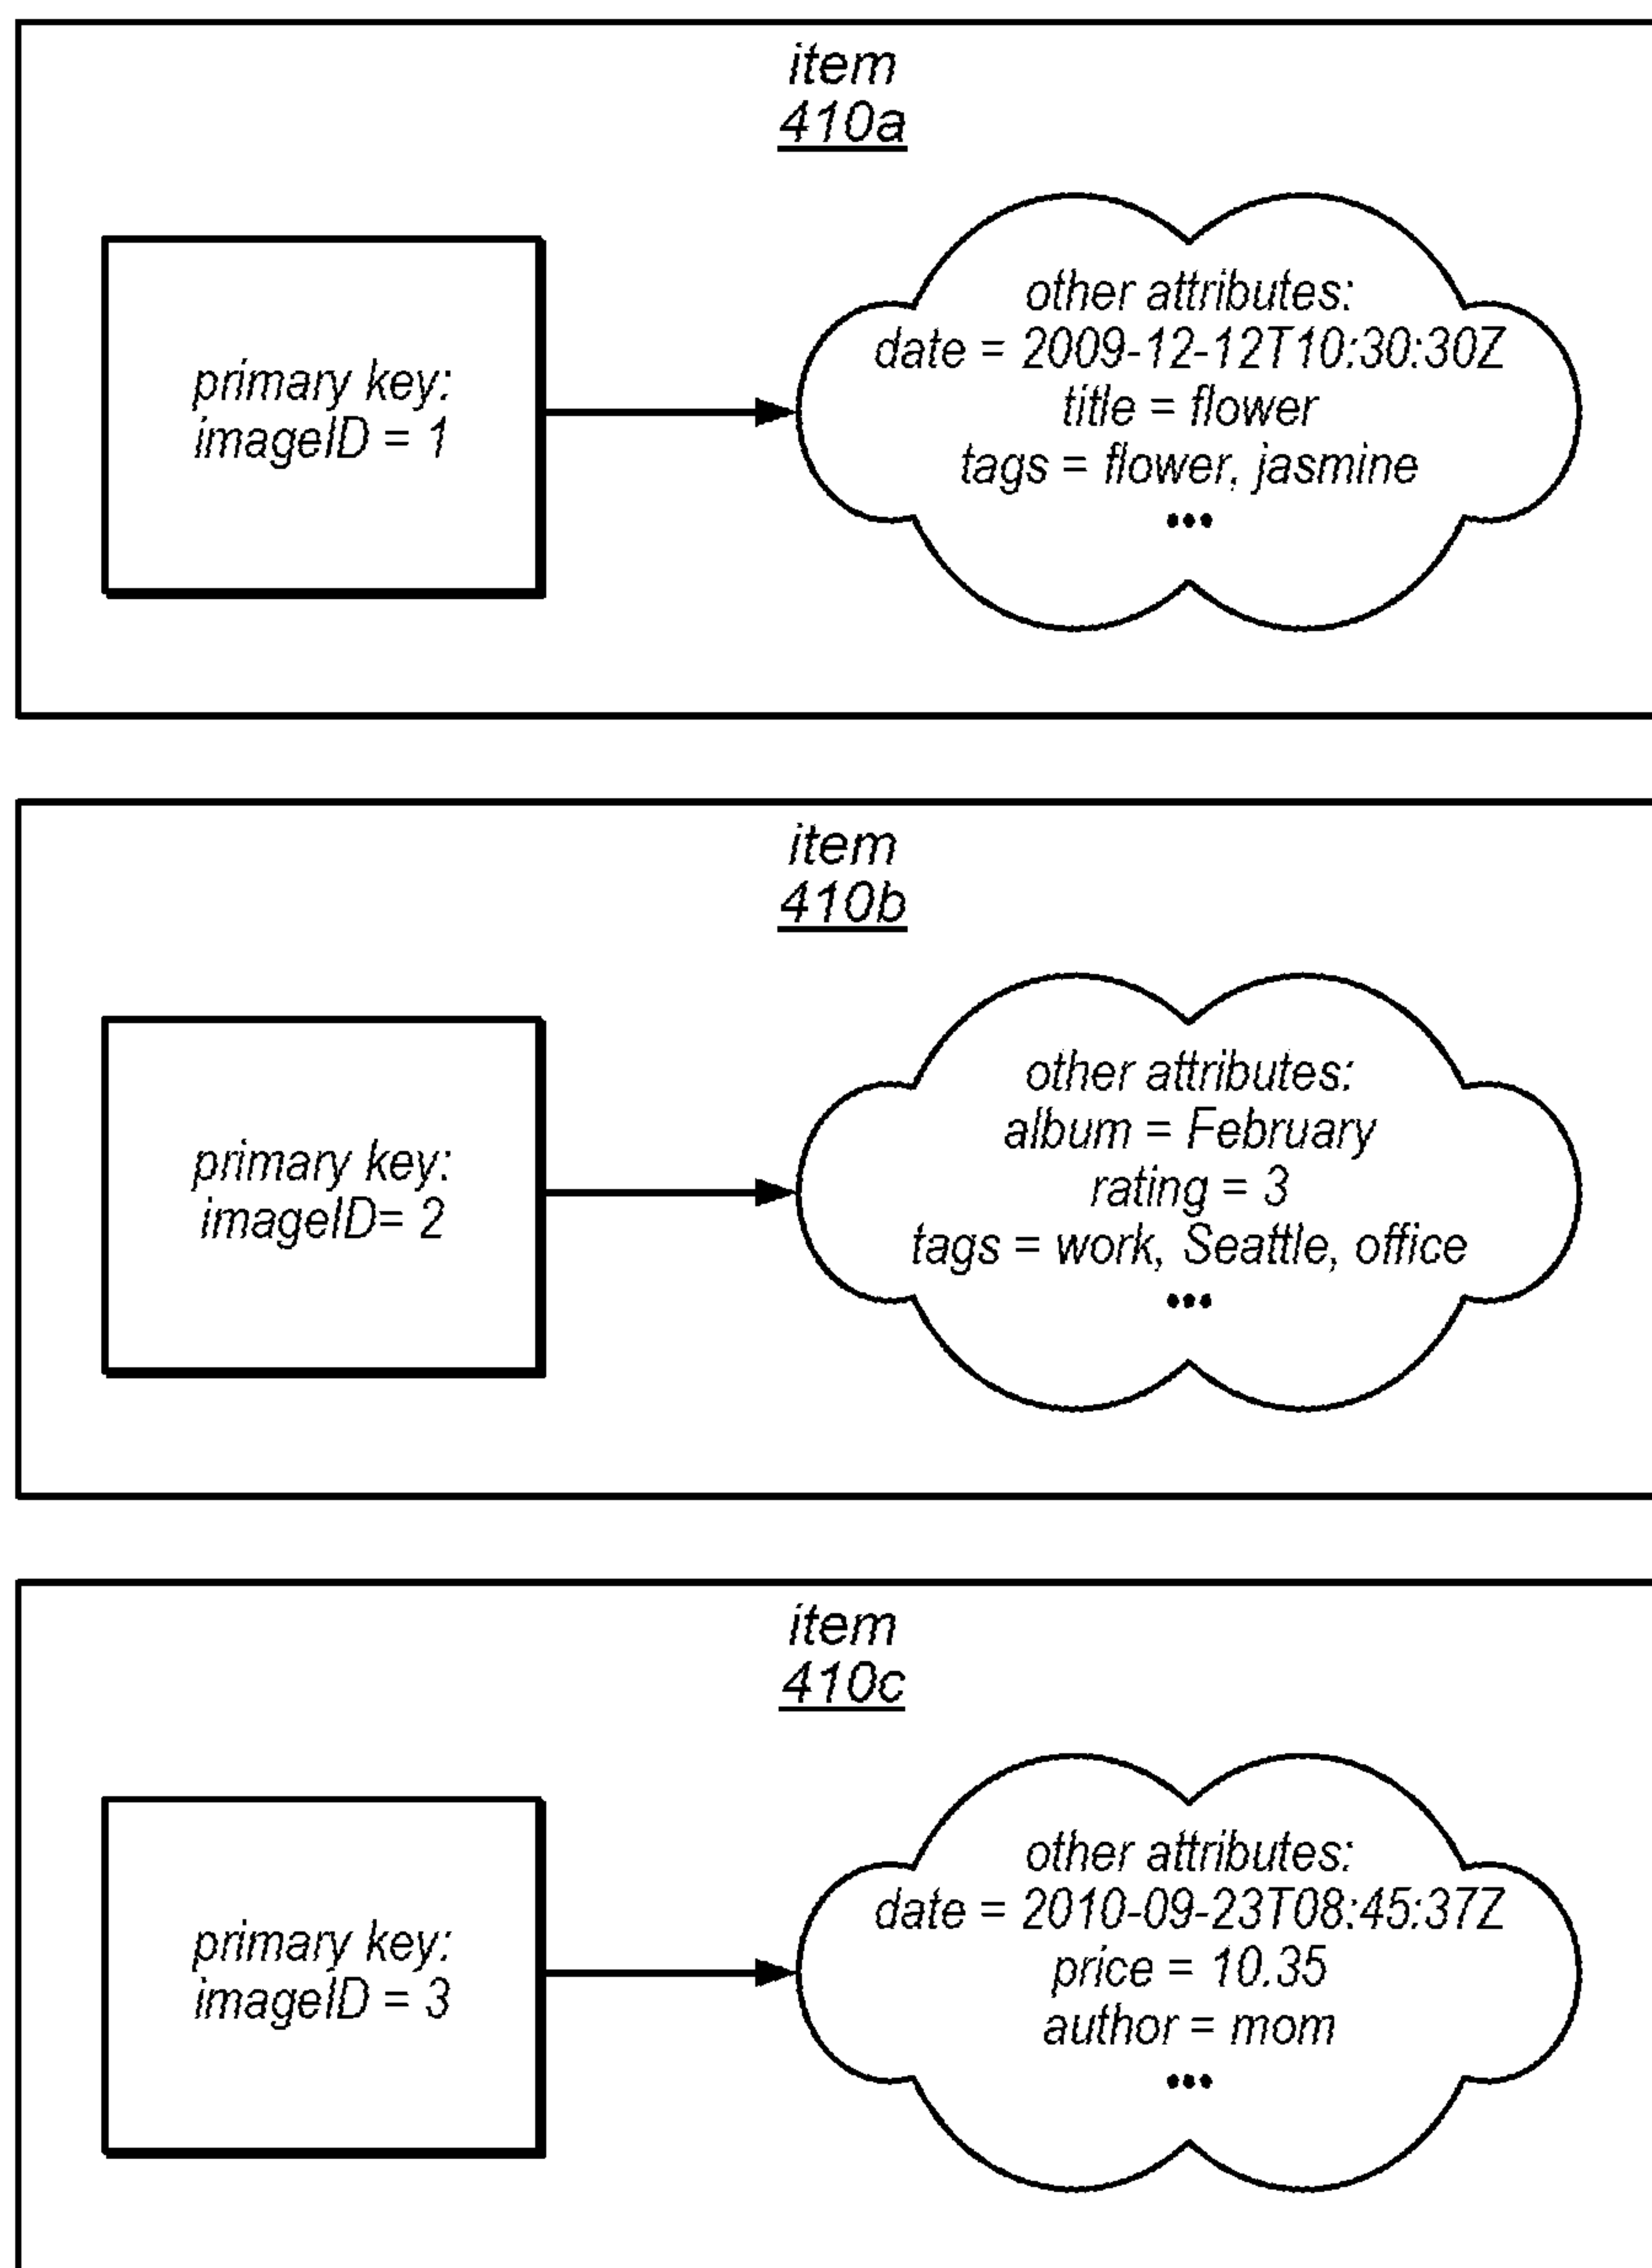 item
410a
primary key:
imageID = 1
other attributes:
date = 2009-12-12T10:30:30Z
title = flower
tags = flower, jasmine
•••
item
410b
primary key:
imageID= 2
other attributes:
album = February
rating = 3
tags = work, Seattle, office
•••
item
410c
primary key:
imageID = 3
other attributes:
date = 2010-09-23T08:45:37Z
price = 10.35
author = mom
•••